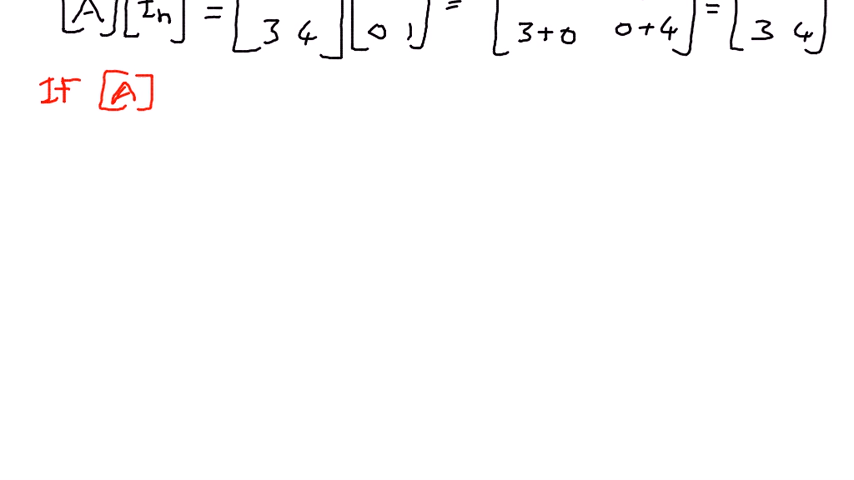 [A][In] = [3 4][0 1] = [3+0 0+4] = [3 4]
If [A]